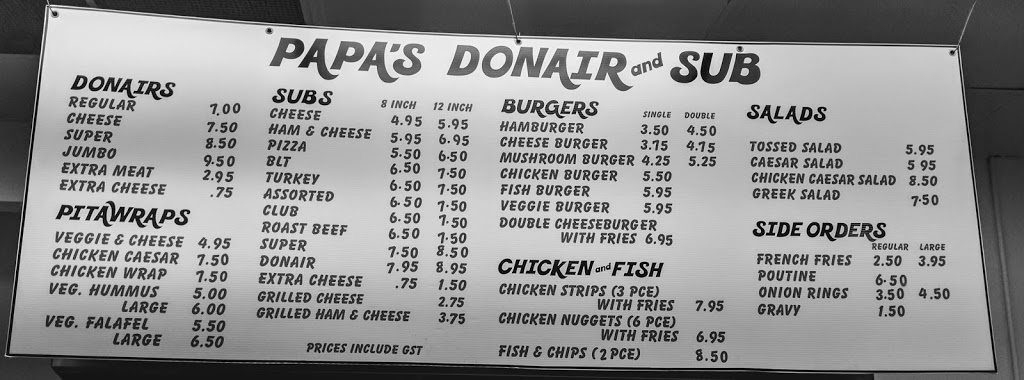 PAPA'S DONAIR and SUB
DONAIRS
REGULAR 7.00
CHEESE 7.50
SUPER 8.50
JUMBO 9.50
EXTRA MEAT 2.95
EXTRA CHEESE .75
PITAWRAPS
VEGGIE & CHEESE 4.95
CHICKEN CAESAR 7.50
CHICKEN WRAP 7.50
VEG. HUMMUS 5.00
LARGE 6.00
VEG. FALAFEL 5.50
LARGE 6.50
SUBS 8 INCH 12 INCH
CHEESE 4.95 5.95
HAM & CHEESE 5.95 6.95
PIZZA 5.50 6.50
BLT 6.50 7.50
TURKEY 6.50 7.50
ASSORTED 6.50 7.50
CLUB 6.50 7.50
ROAST BEEF 6.50 7.50
SUPER 7.50 8.50
DONAIR 7.95 8.95
EXTRA CHEESE .75 1.50
GRILLED CHEESE 2.75
GRILLED HAM & CHEESE 3.75
PRICES INCLUDE GST
BURGERS SINGLE DOUBLE
HAMBURGER 3.50 4.50
CHEESE BURGER 3.75 4.75
MUSHROOM BURGER 4.25 5.25
CHICKEN BURGER 5.50
FISH BURGER 5.95
VEGGIE BURGER 5.95
DOUBLE CHEESEBURGER
WITH FRIES 6.95
CHICKEN and FISH
CHICKEN STRIPS (3 PCE)
WITH FRIES 7.95
CHICKEN NUGGETS (6 PCE)
WITH FRIES 6.95
FISH & CHIPS (2 PCE) 8.50
SALADS
TOSSED SALAD 5.95
CAESAR SALAD 5 95
CHICKEN CAESAR SALAD 8.50
GREEK SALAD 7.50
SIDE ORDERS
REGULAR LARGE
FRENCH FRIES 2.50 3.95
POUTINE 6.50
ONION RINGS 3.50 4.50
GRAVY 1.50